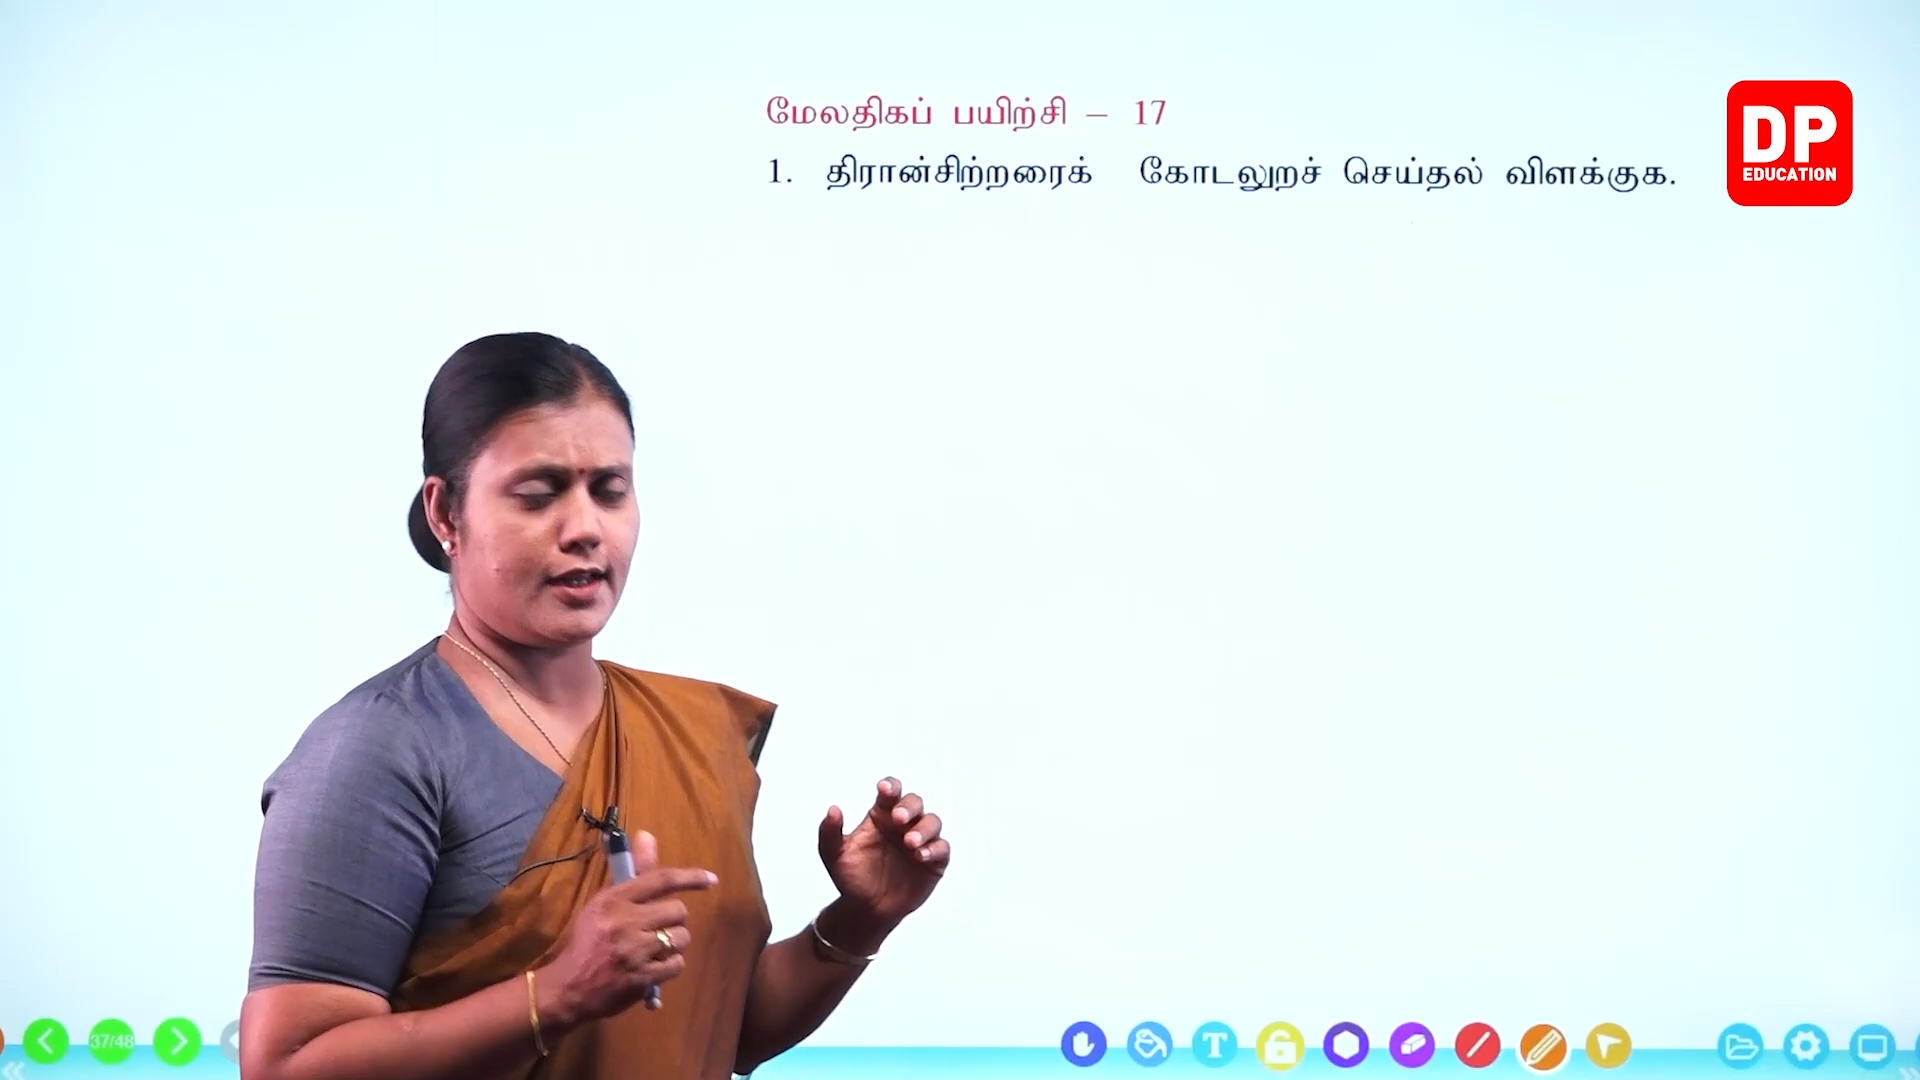 மேலதிகப் பயிற்சி – 17
1. திரான்சிற்றரைக் கோடலுறச் செய்தல் விளக்குக.
DP
EDUCATION
37/48
T